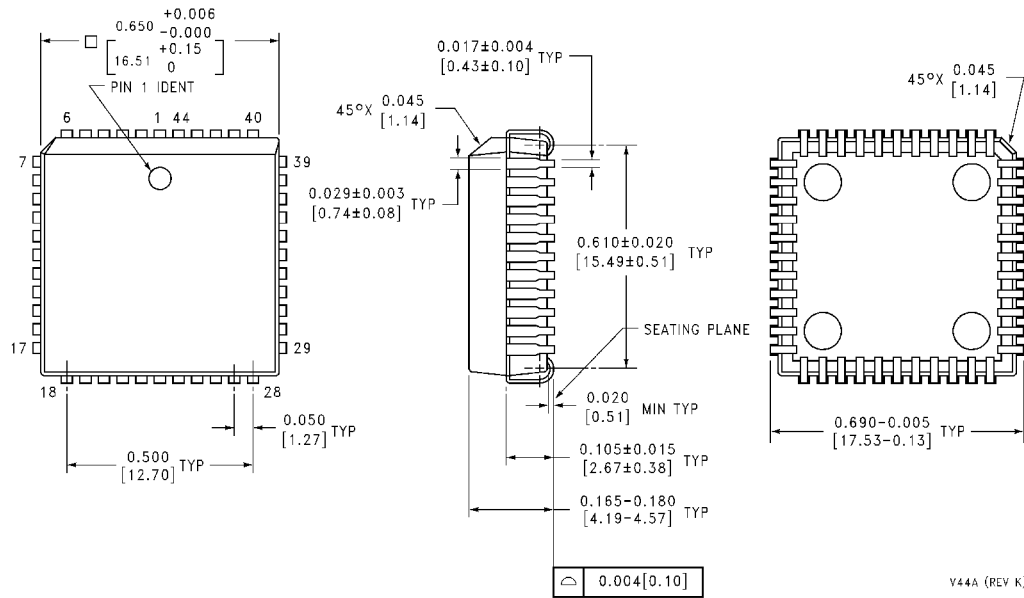 0.650 +0.006 -0.000
[16.51 +0.15 0]
PIN 1 IDENT
6 1 44 40
7 39
17 29
18 28
0.050 [1.27] TYP
0.500 [12.70] TYP
0.017±0.004 [0.43±0.10] TYP
45°X 0.045 [1.14]
0.029±0.003 [0.74±0.08] TYP
0.610±0.020 [15.49±0.51] TYP
SEATING PLANE
0.020 [0.51] MIN TYP
0.105±0.015 [2.67±0.38] TYP
0.165-0.180 [4.19-4.57] TYP
0.004[0.10]
45°X 0.045 [1.14]
0.690-0.005 [17.53-0.13] TYP
V44A (REV K)